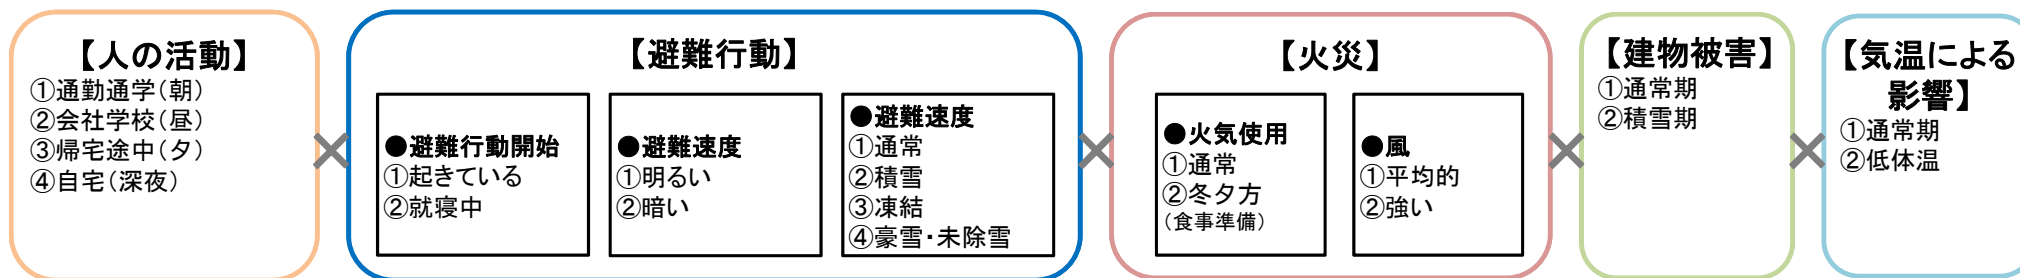 【人の活動】
①通勤通学（朝）
②会社学校（昼）
③帰宅途中（夕）
④自宅（深夜）
×
【避難行動】
●避難行動開始
①起きている
②就寝中
●避難速度
①明るい
②暗い
●避難速度
①通常
②積雪
③凍結
④豪雪・未除雪
×
【火災】
●火気使用
①通常
②冬夕方
（食事準備）
●風
①平均的
②強い
×
【建物被害】
①通常期
②積雪期
×
【気温による
影響】
①通常期
②低体温